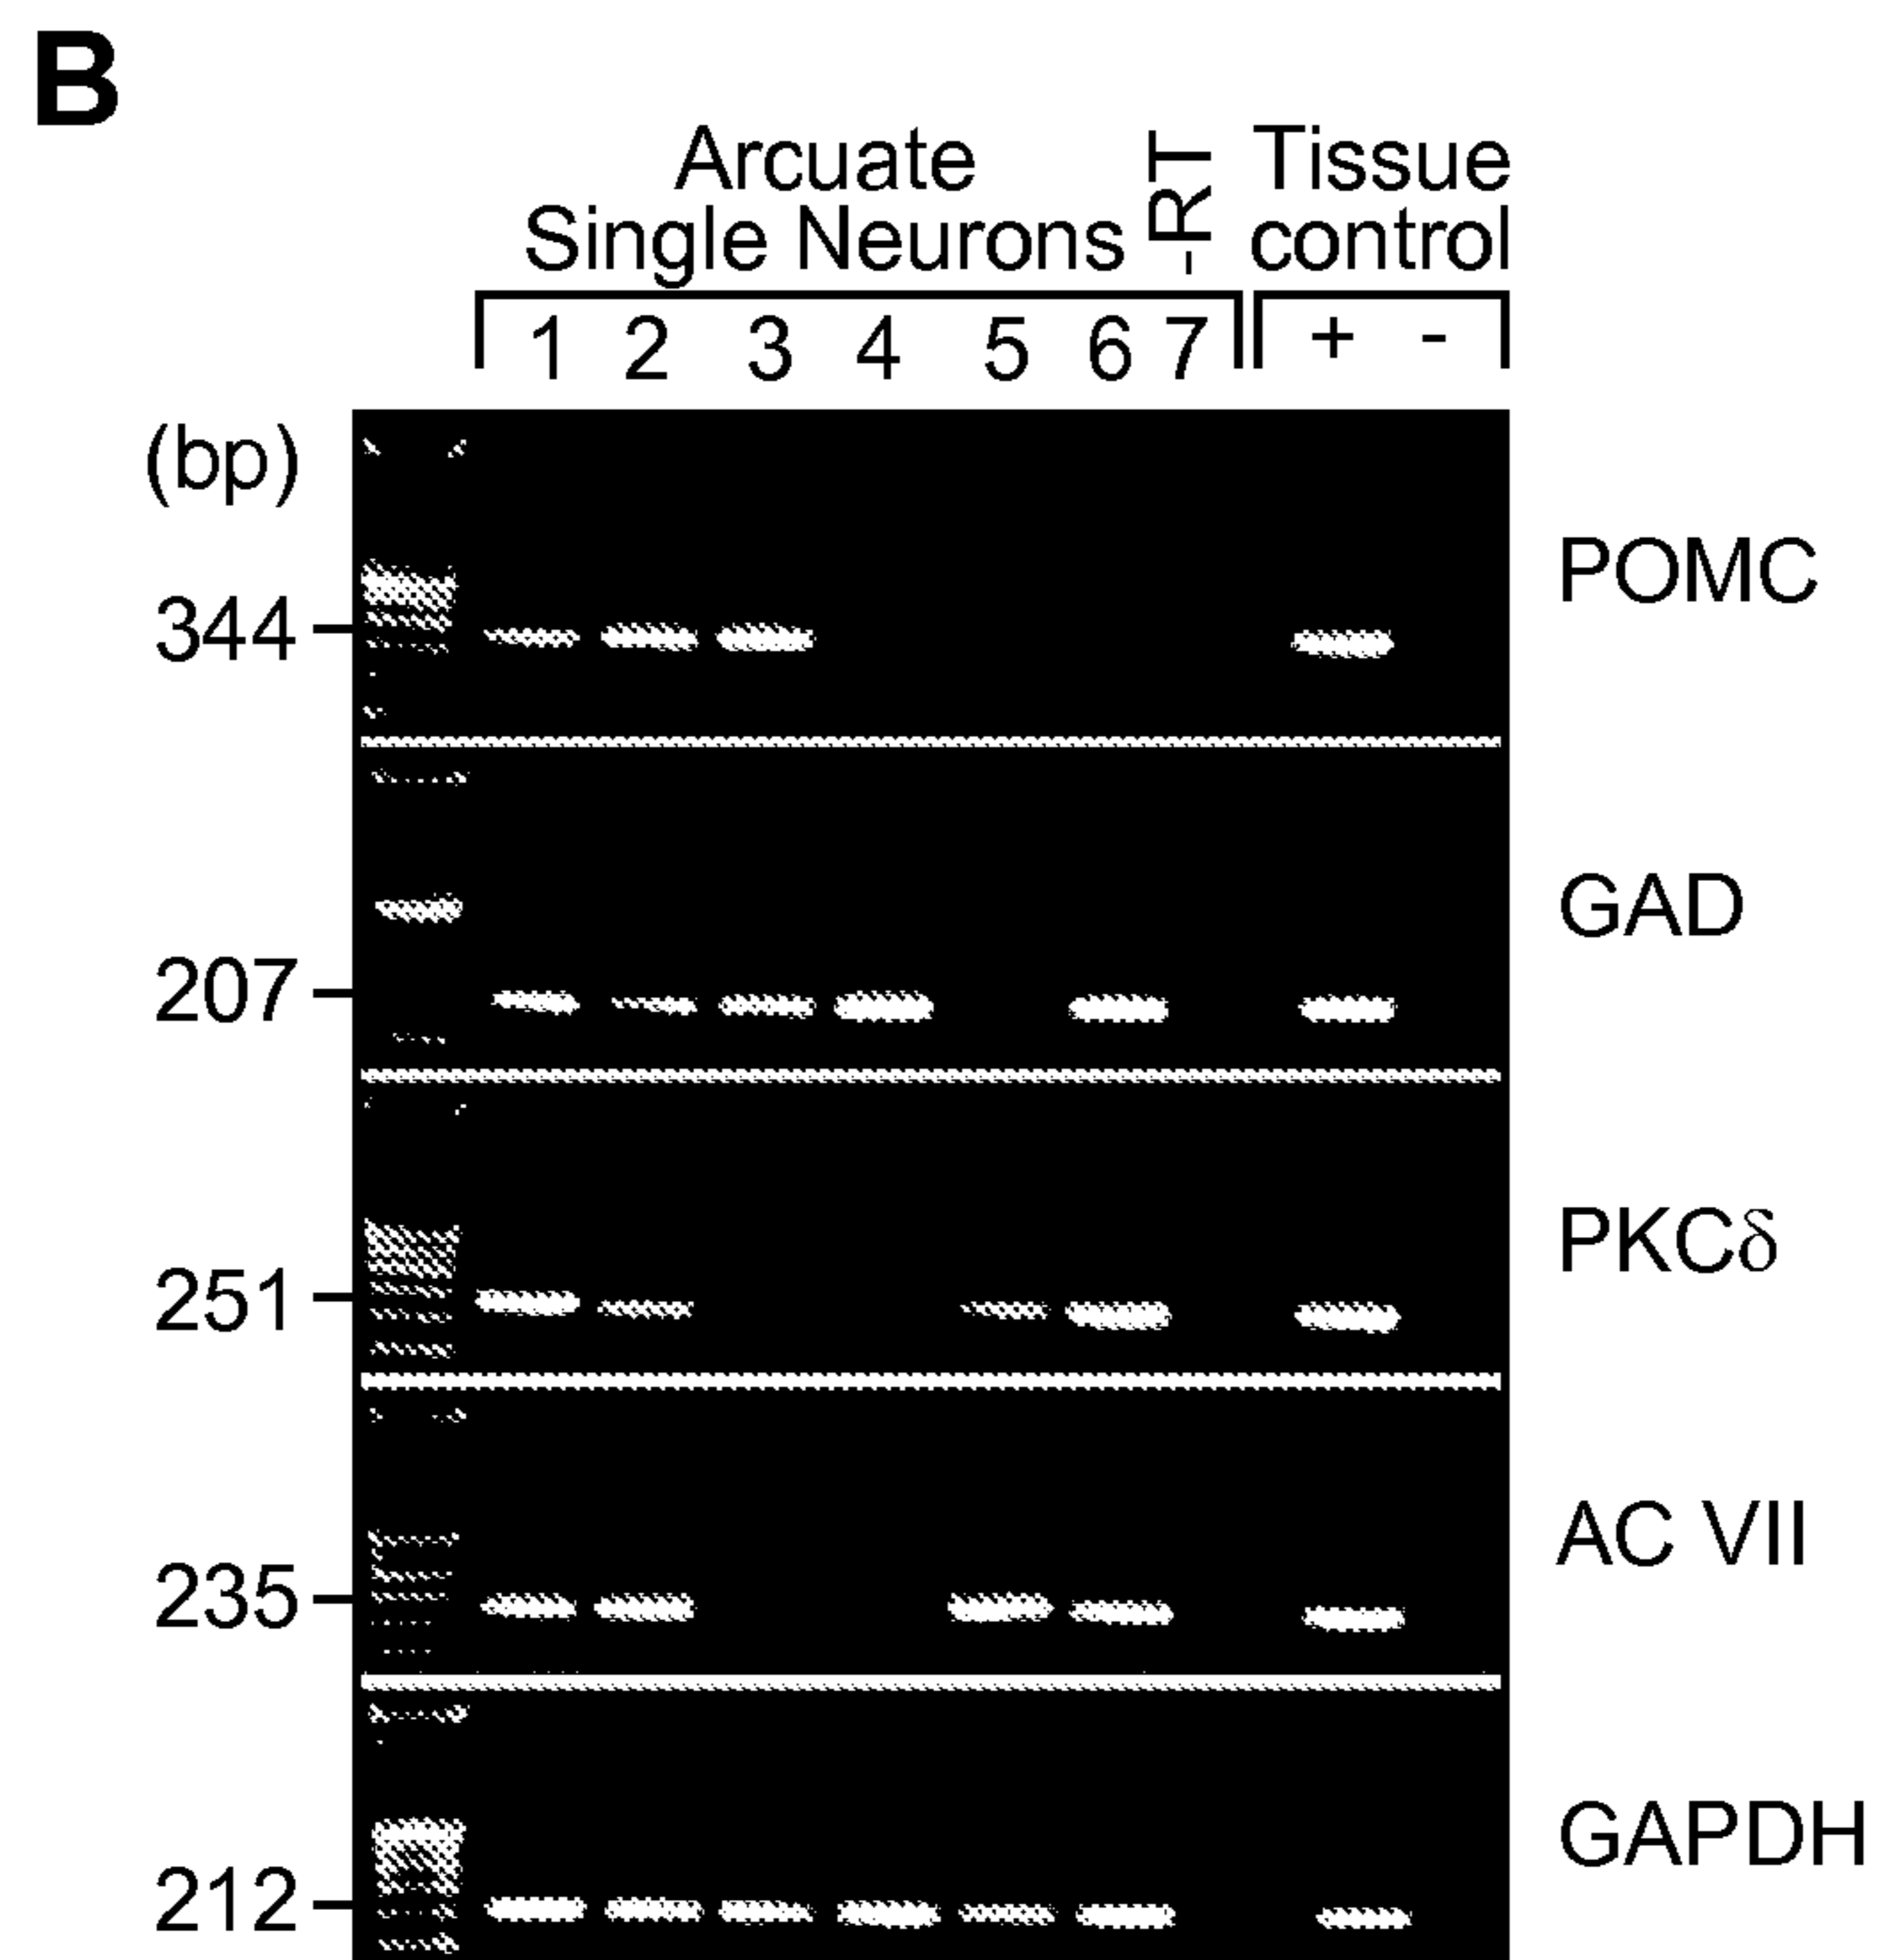 B
Arcuate
Single Neurons
-RT
Tissue
control
1 2 3 4 5 6 7 + -
(bp)
POMC
344
GAD
207
PKCδ
251
AC VII
235
GAPDH
212